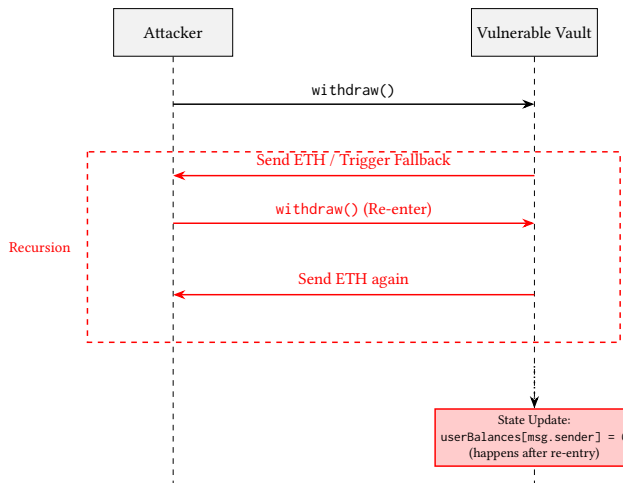 Attacker
Vulnerable Vault
withdraw()
Send ETH / Trigger Fallback
withdraw() (Re-enter)
Recursion
Send ETH again
State Update:
userBalances[msg.sender] =
(happens after re-entry)